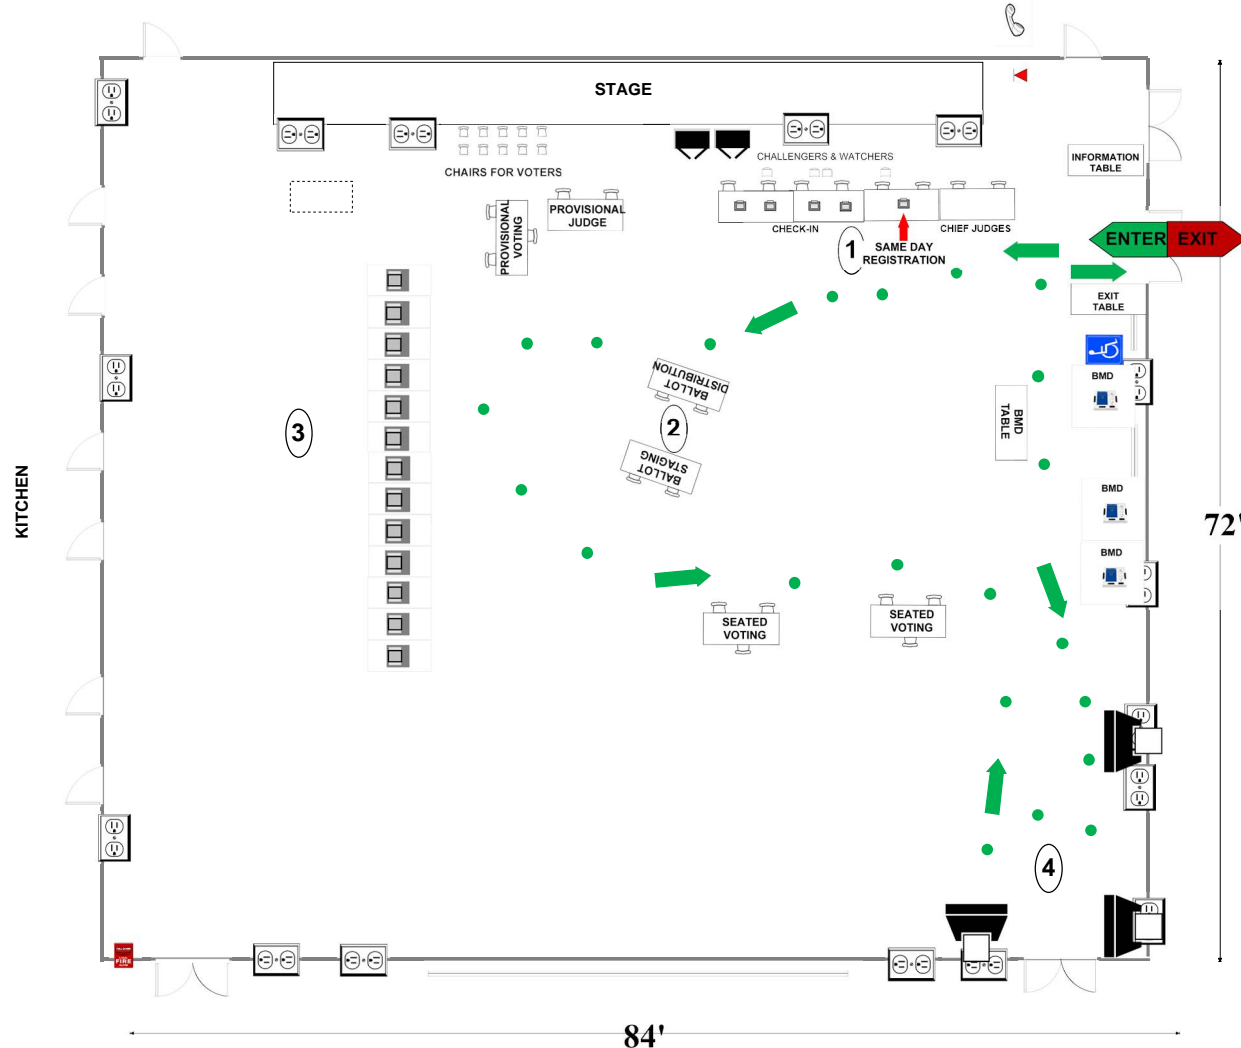 STAGE
CHALLENGERS & WATCHERS
INFORMATION
TABLE
CHAIRS FOR VOTERS
PROVISIONAL
JUDGE
PROVISIONAL
VOTING
CHECK-IN
CHIEF JUDGES
1
SAME DAY
REGISTRATION
ENTER
EXIT
EXIT
TABLE
BALLOT
DISTRIBUTION
BMD
BMD
TABLE
3
2
BALLOT
STAGING
KITCHEN
BMD
72'
BMD
SEATED
VOTING
SEATED
VOTING
4
FIRE
84'